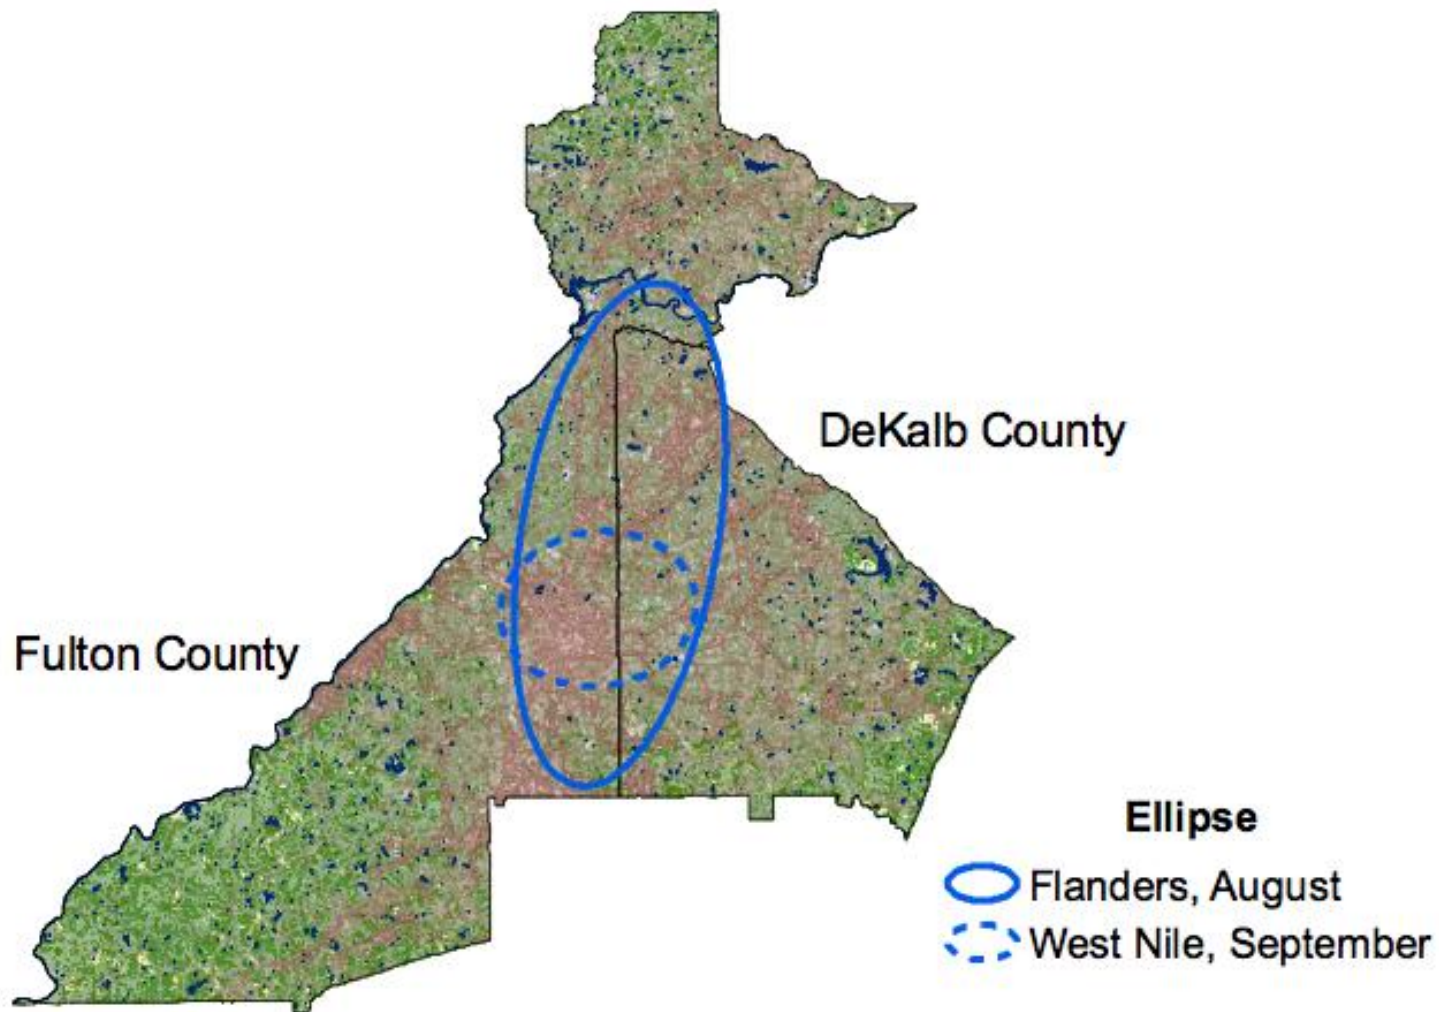 DeKalb County
Fulton County
Ellipse
Flanders, August
West Nile, September